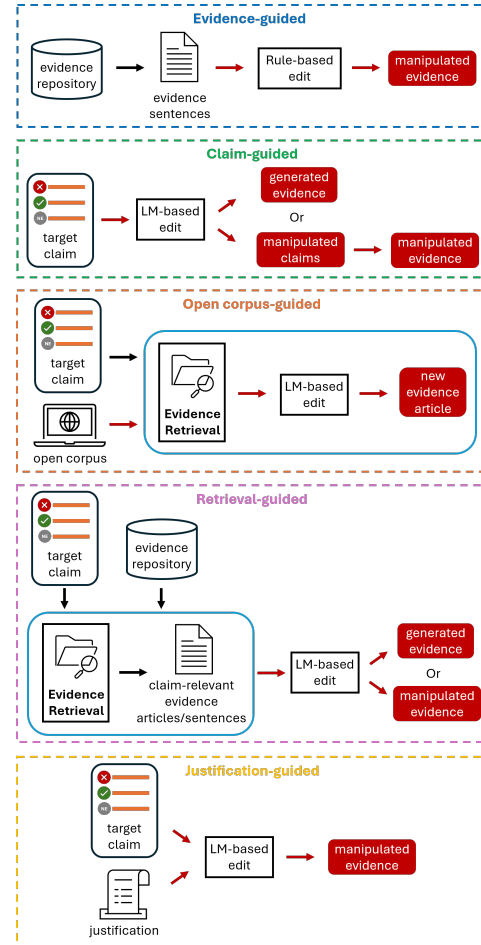 Evidence-guided
evidence
repository
evidence
sentences
Rule-based
edit
manipulated
evidence
Claim-guided
NE
target
claim
LM-based
edit
generated
evidence
Or
manipulated
claims
manipulated
evidence
Open corpus-guided
NE
target
claim
open corpus
Evidence
Retrieval
LM-based
edit
new
evidence
article
Retrieval-guided
NE
target
claim
evidence
repository
Evidence
Retrieval
claim-relevant
evidence
articles/sentences
LM-based
edit
generated
evidence
Or
manipulated
evidence
Justification-guided
NE
target
claim
justification
LM-based
edit
manipulated
evidence